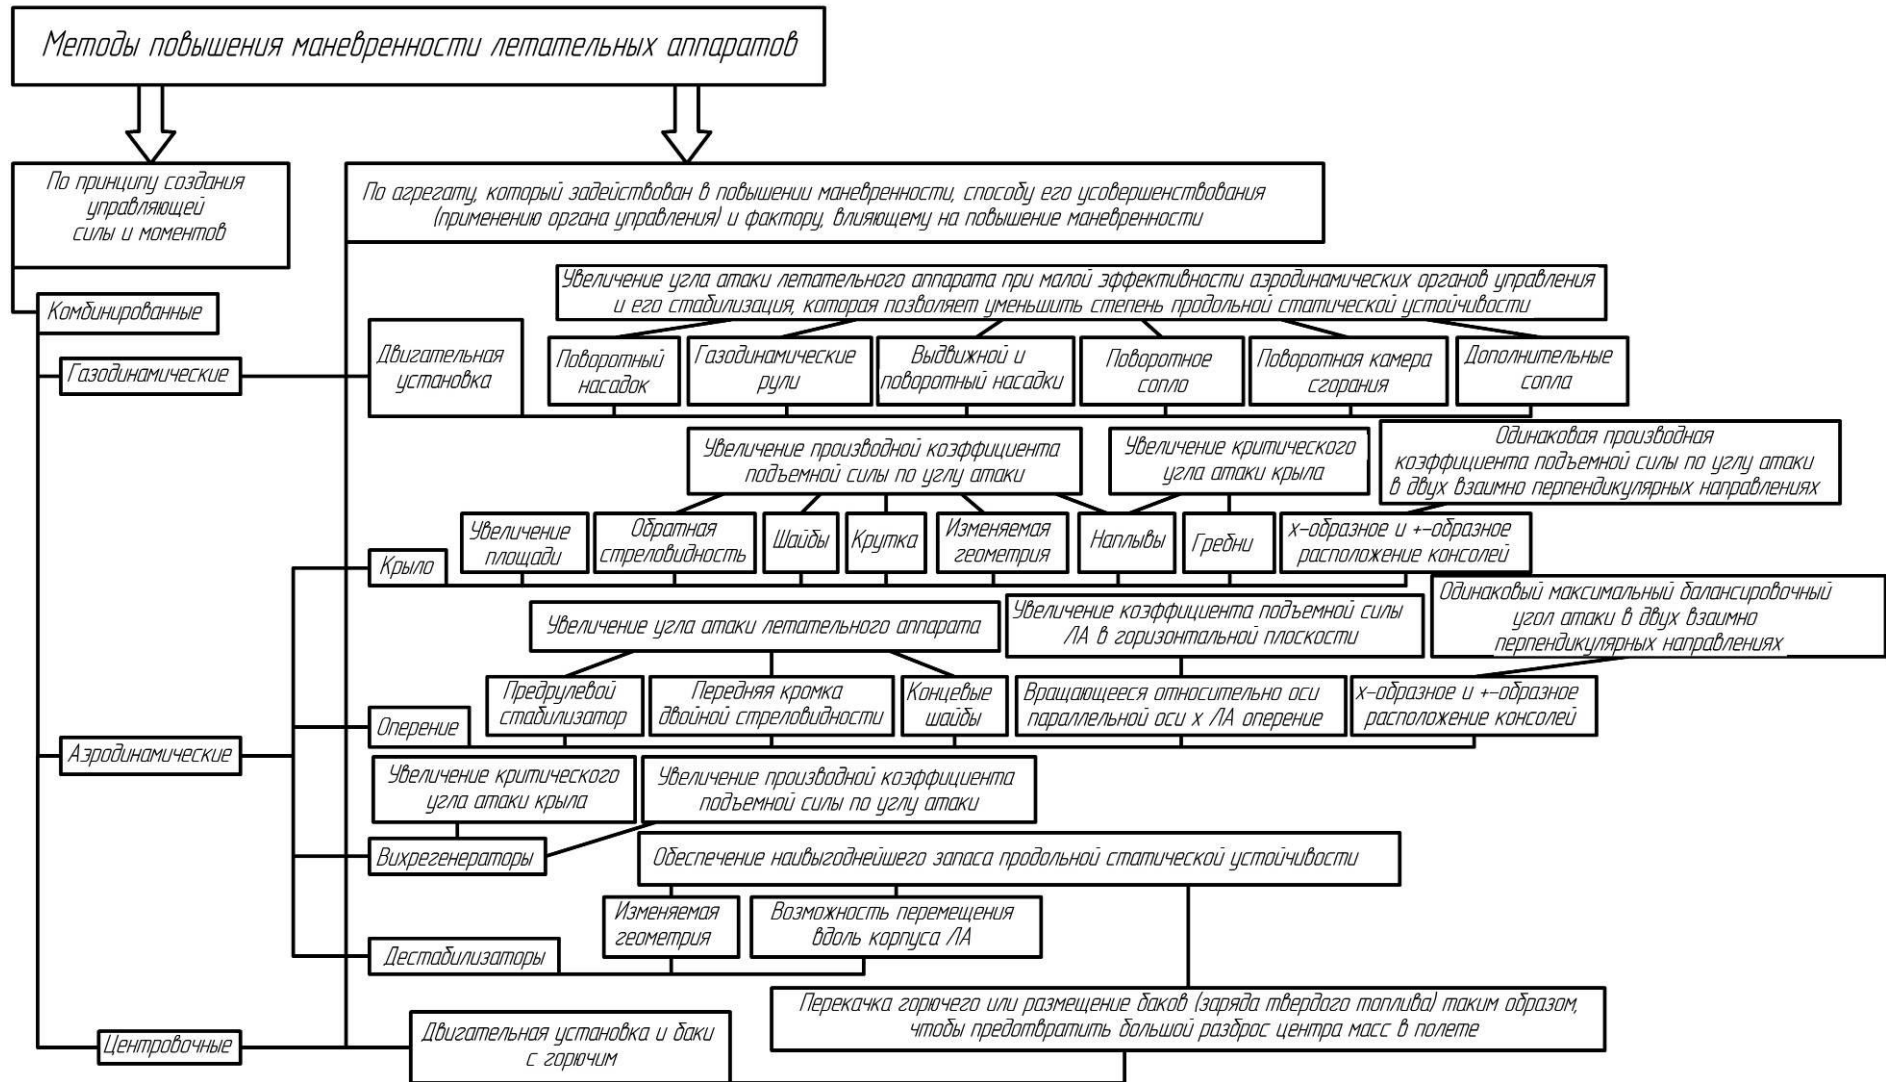 Методы повышения маневренности летательных аппаратов
По принципу создания
управляющей
силы и моментов
По агрегату, который задействован в повышении маневренности, способу его усовершенствования
(применению органа управления) и фактору, влияющему на повышение маневренности
Комбинированные
Увеличение угла атаки летательного аппарата при малой эффективности аэродинамических органов управления
и его стабилизация, которая позволяет уменьшить степень продольной статической устойчивости
Газодинамические
Двигательная
установка
Поворотный
насадок
Газодинамические
рули
Выдвижной и
поворотный насадки
Поворотное
сопло
Поворотная камера
сгорания
Дополнительные
сопла
Увеличение производной коэффициента
подъемной силы по углу атаки
Увеличение критического
угла атаки крыла
Одинаковая производная
коэффициента подъемной силы по углу атаки
в двух взаимно перпендикулярных направлениях
Крыло
Увеличение
площади
Обратная
стреловидность
Шайбы
Крутка
Изменяемая
геометрия
Наплывы
Гребни
х-образное и +-образное
расположение консолей
Увеличение угла атаки летательного аппарата
Увеличение коэффициента подъемной силы
ЛА в горизонтальной плоскости
Одинаковый максимальный балансировочный
угол атаки в двух взаимно
перпендикулярных направлениях
Оперение
Предрулевой
стабилизатор
Передняя кромка
двойной стреловидности
Концевые
шайбы
Вращающееся относительно оси
параллельной оси х ЛА оперение
х-образное и +-образное
расположение консолей
Аэродинамические
Увеличение критического
угла атаки крыла
Увеличение производной коэффициента
подъемной силы по углу атаки
Вихрегенераторы
Обеспечение наивыгоднейшего запаса продольной статической устойчивости
Изменяемая
геометрия
Возможность перемещения
вдоль корпуса ЛА
Дестабилизаторы
Перекачка горючего или размещение баков (заряда твердого топлива) таким образом,
чтобы предотвратить большой разброс центра масс в полете
Центровочные
Двигательная установка и баки
с горючим